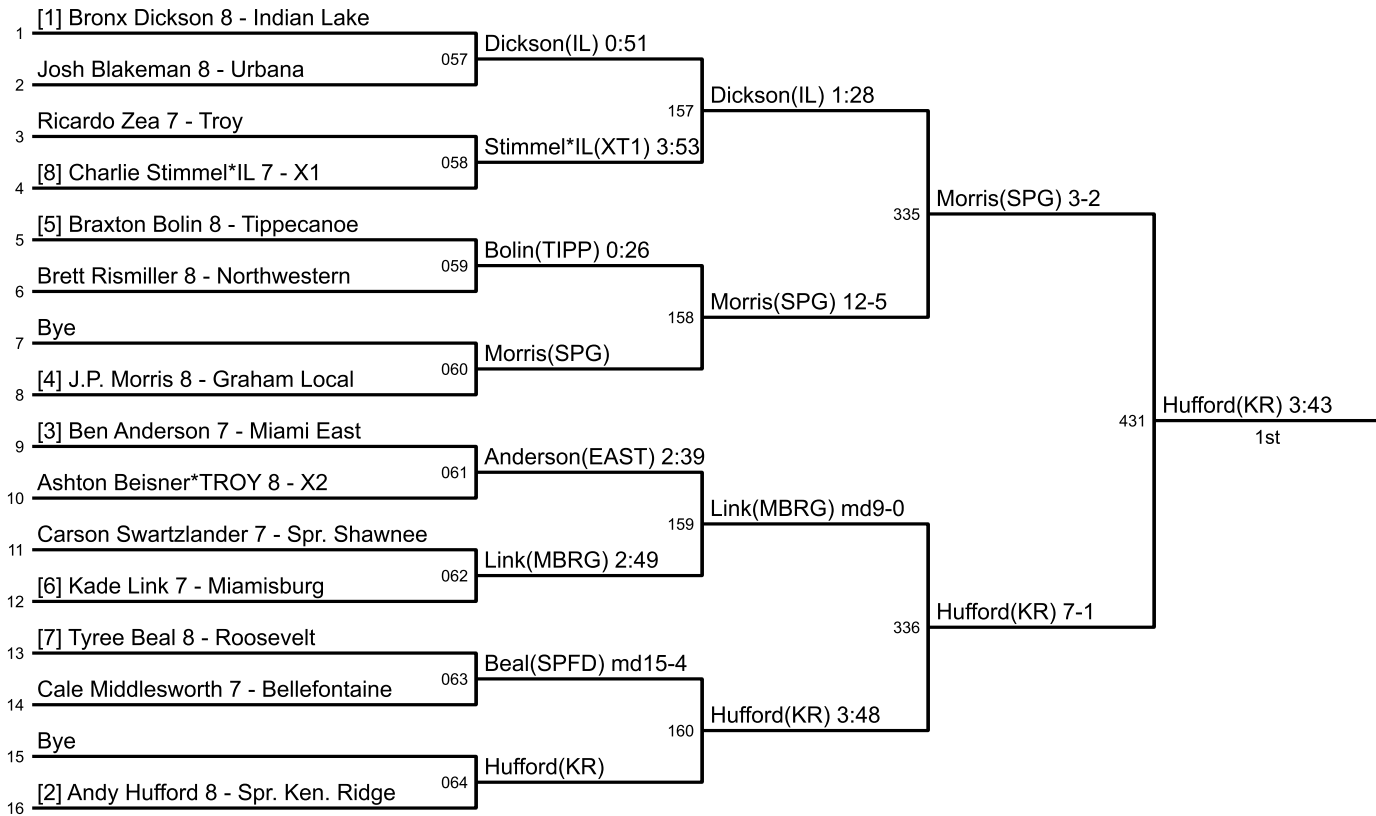 [1] Bronx Dickson 8 - Indian Lake
1
Dickson(IL) 0:51
057
Josh Blakeman 8 - Urbana
2
Dickson(IL) 1:28
157
Ricardo Zea 7 - Troy
3
Stimmel*IL(XT1) 3:53
058
[8] Charlie Stimmel*IL 7 - X1
4
Morris(SPG) 3-2
335
[5] Braxton Bolin 8 - Tippecanoe
5
Bolin(TIPP) 0:26
059
Brett Rismiller 8 - Northwestern
6
Morris(SPG) 12-5
158
Bye
7
Morris(SPG)
060
[4] J.P. Morris 8 - Graham Local
8
Hufford(KR) 3:43
431
1st
[3] Ben Anderson 7 - Miami East
9
Anderson(EAST) 2:39
061
Ashton Beisner*TROY 8 - X2
10
Link(MBRG) md9-0
159
Carson Swartzlander 7 - Spr. Shawnee
11
Link(MBRG) 2:49
062
[6] Kade Link 7 - Miamisburg
12
Hufford(KR) 7-1
336
[7] Tyree Beal 8 - Roosevelt
13
Beal(SPFD) md15-4
063
Cale Middlesworth 7 - Bellefontaine
14
Hufford(KR) 3:48
160
Bye
15
Hufford(KR)
064
[2] Andy Hufford 8 - Spr. Ken. Ridge
16